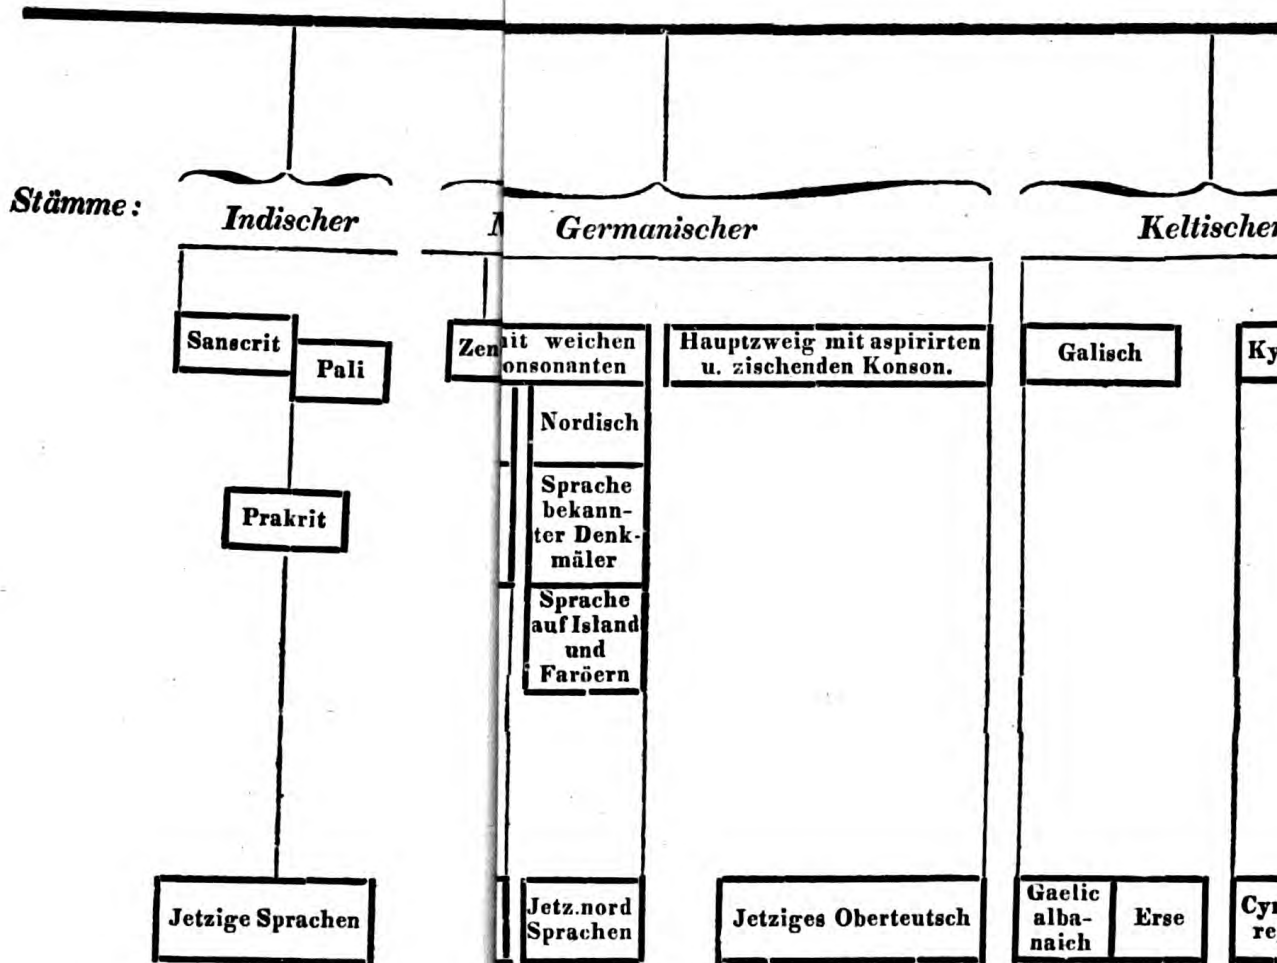 Stämme:
Indischer
Germanischer
Keltischer
Sanscrit
Pali
Zen
it weichen
onsonanten
Hauptzweig mit aspirirten
u. zischenden Konson.
Galisch
Ky
Nordisch
Sprache
bekann-
ter Denk-
mäler
Prakrit
Sprache
auf Island
und
Faröern
Jetzige Sprachen
Jetz.nord
Sprachen
Jetziges Oberteutsch
Gaelic
alba-
naich
Erse
Cyr
re